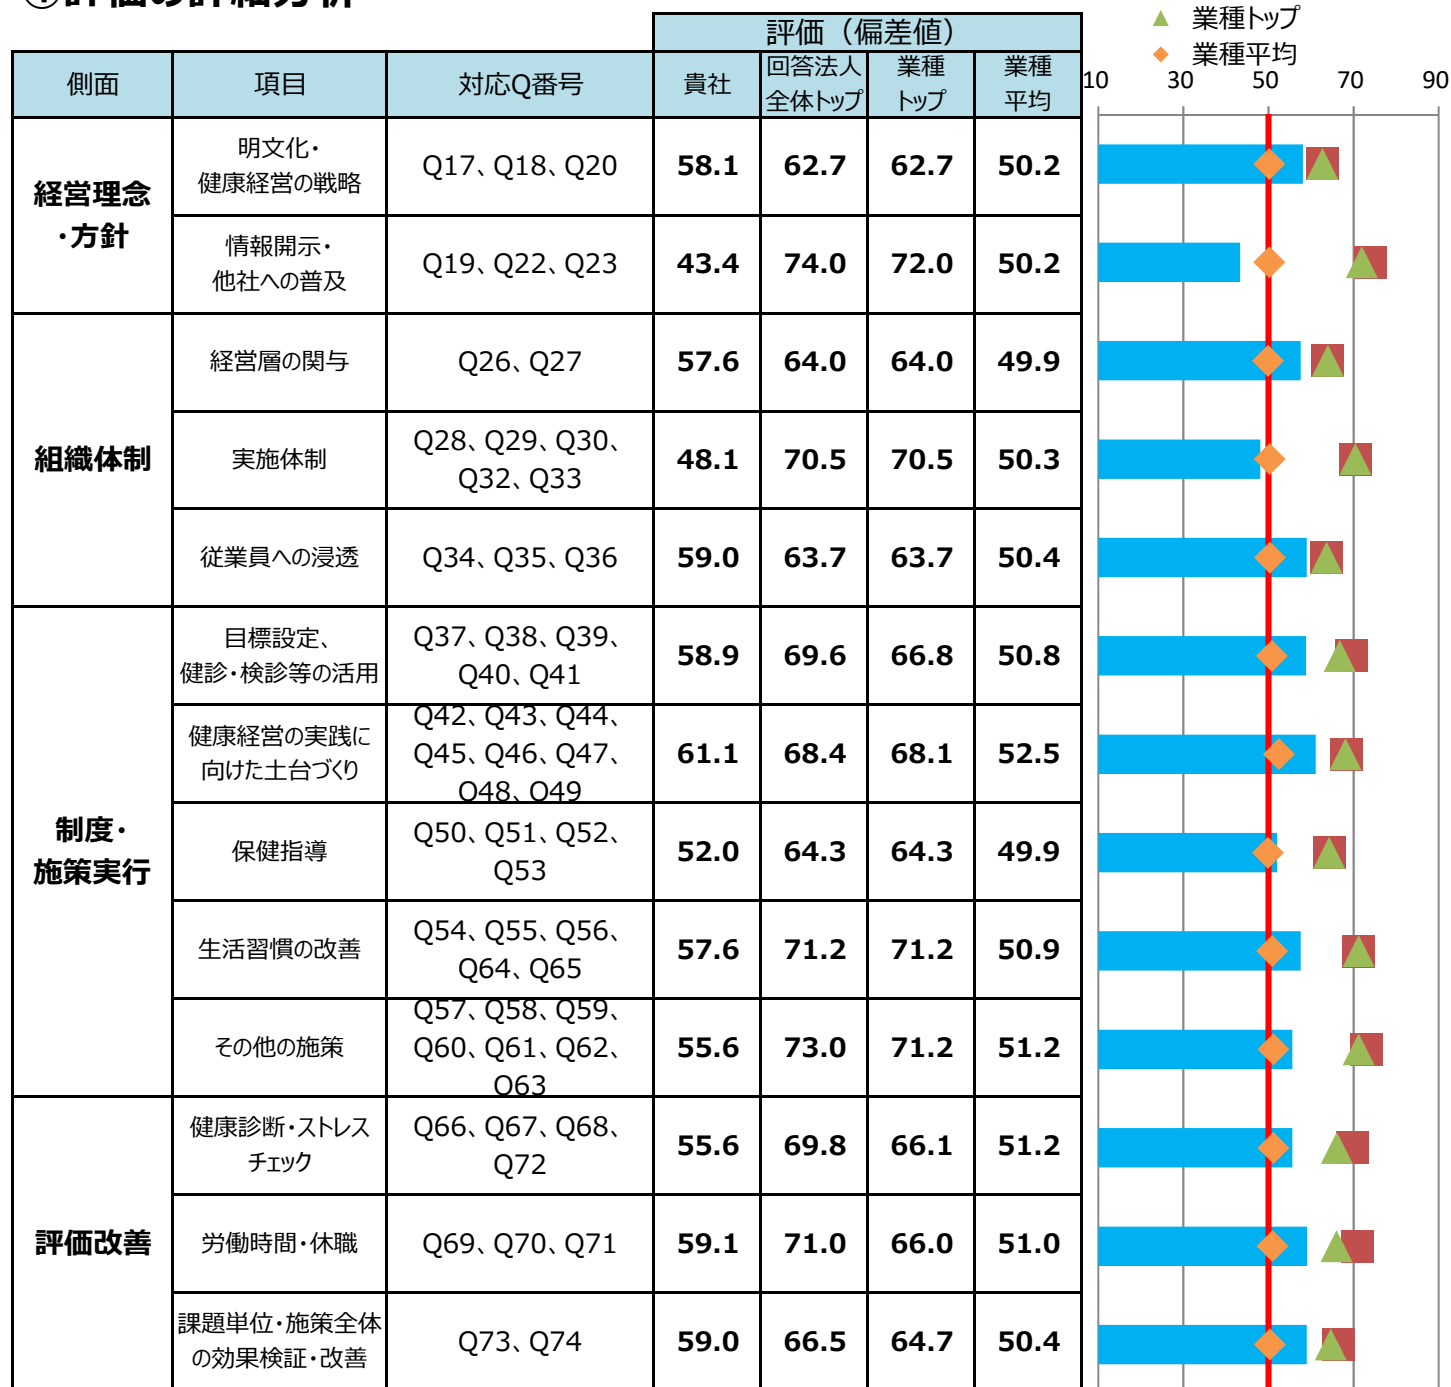 ①評価の詳細分析
▲ 業種トップ
◆ 業種平均
評価（偏差値）
側面 項目 対応Q番号 貴社 回答法人 業種 業種
全体トップ トップ 平均
10 30 50 70 90
経営理念
・方針
明文化・
健康経営の戦略
Q17、Q18、Q20 58.1 62.7 62.7 50.2
情報開示・
他社への普及
Q19、Q22、Q23 43.4 74.0 72.0 50.2
組織体制
経営層の関与 Q26、Q27 57.6 64.0 64.0 49.9
実施体制
Q28、Q29、Q30、
Q32、Q33
48.1 70.5 70.5 50.3
従業員への浸透 Q34、Q35、Q36 59.0 63.7 63.7 50.4
制度・
施策実行
目標設定、
健診・検診等の活用
Q37、Q38、Q39、
Q40、Q41
58.9 69.6 66.8 50.8
健康経営の実践に
向けた土台づくり
Q42、Q43、Q44、
Q45、Q46、Q47、
Q48、Q49
61.1 68.4 68.1 52.5
保健指導
Q50、Q51、Q52、
Q53
52.0 64.3 64.3 49.9
生活習慣の改善
Q54、Q55、Q56、
Q64、Q65
57.6 71.2 71.2 50.9
その他の施策
Q57、Q58、Q59、
Q60、Q61、Q62、
Q63
55.6 73.0 71.2 51.2
評価改善
健康診断・ストレス
チェック
Q66、Q67、Q68、
Q72
55.6 69.8 66.1 51.2
労働時間・休職 Q69、Q70、Q71 59.1 71.0 66.0 51.0
課題単位・施策全体
の効果検証・改善
Q73、Q74 59.0 66.5 64.7 50.4